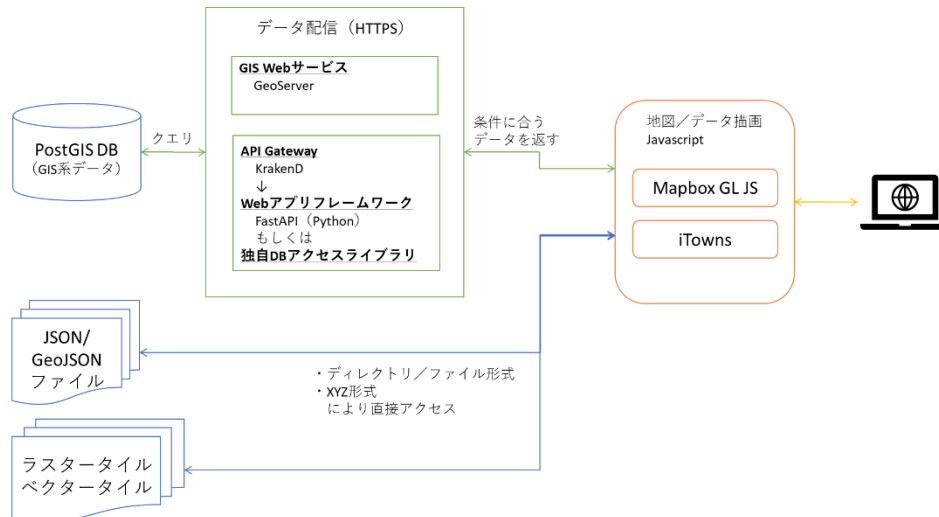 データ配信（HTTPS）
GIS Webサービス
GeoServer
PostGIS DB
（GIS系データ）
クエリ
API Gateway
KrakenD
↓
Webアプリフレームワーク
FastAPI（Python）
もしくは
独自DBアクセスライブラリ
条件に合う
データを返す
地図／データ描画
Javascript
Mapbox GL JS
iTowns
JSON/
GeoJSON
ファイル
・ディレクトリ／ファイル形式
・XYZ形式
により直接アクセス
ラスタータイル
ベクタータイル